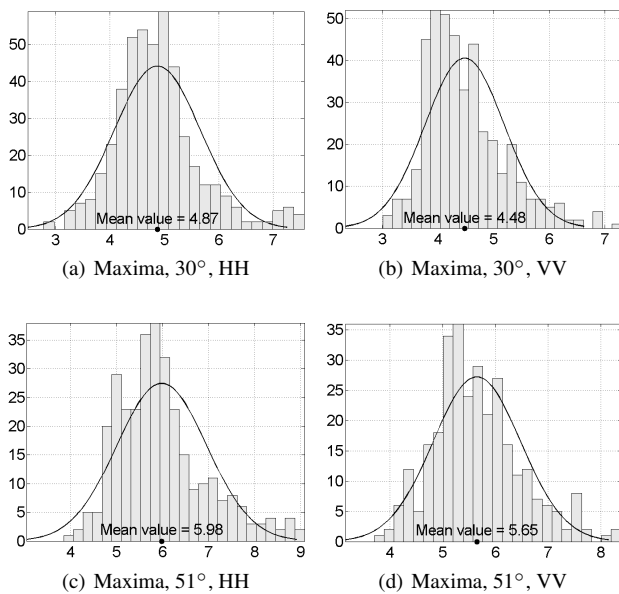 50
40
30
20
10
0
Mean value = 4.87
3 4 5 6 7
(a) Maxima, 30°, HH
50
40
30
20
10
0
Mean value = 4.48
3 4 5 6 7
(b) Maxima, 30°, VV
35
30
25
20
15
10
5
0
Mean value = 5.98
4 5 6 7 8 9
(c) Maxima, 51°, HH
35
30
25
20
15
10
5
0
Mean value = 5.65
4 5 6 7 8
(d) Maxima, 51°, VV